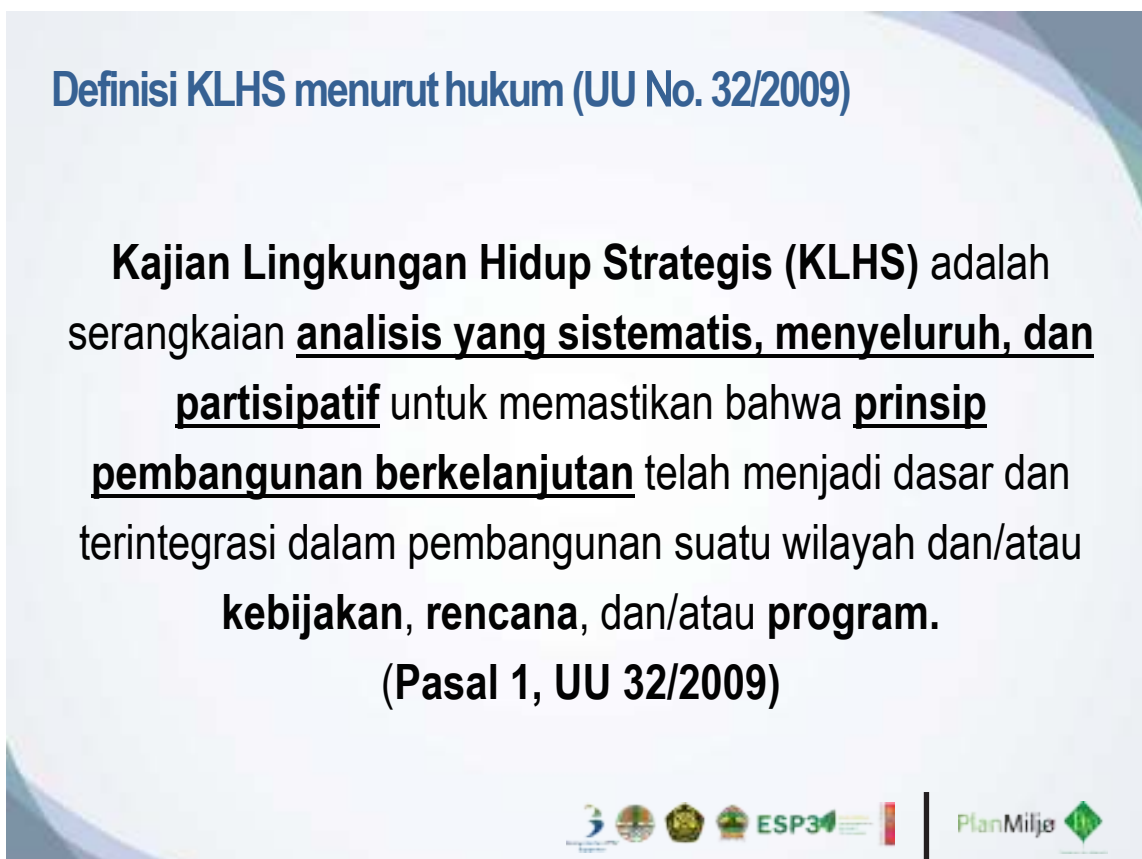 Definisi KLHS menurut hukum (UU No. 32/2009)
Kajian Lingkungan Hidup Strategis (KLHS) adalah
serangkaian analisis yang sistematis, menyeluruh, dan
partisipatif untuk memastikan bahwa prinsip
pembangunan berkelanjutan telah menjadi dasar dan
terintegrasi dalam pembangunan suatu wilayah dan/atau
kebijakan, rencana, dan/atau program.
(Pasal 1, UU 32/2009)
ESP3
PlanMiljø